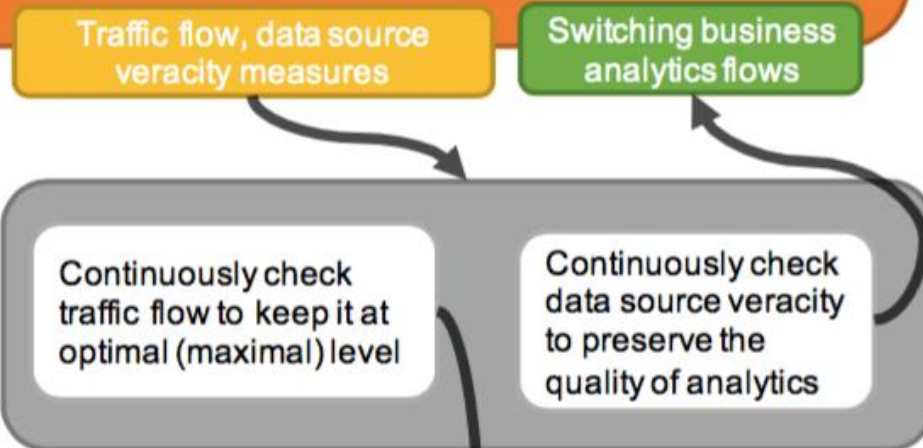 Traffic flow, data source
veracity measures
Switching business
analytics flows
Continuously check
traffic flow to keep it at
optimal (maximal) level
Continuously check
data source veracity
to preserve the
quality of analytics